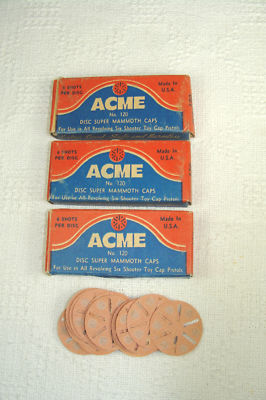 6 SHOTS
PER DISC
Made In
U.S.A.
ACME
No. 120
DISC SUPER MAMMOTH CAPS
For Use in All Revolving Six Shooter Toy Cap Pistols
6 SHOTS
PER DISC
Made In
U.S.A.
ACME
No. 120
DISC SUPER MAMMOTH CAPS
For Use in All Revolving Six Shooter Toy Cap Pistols
6 SHOTS
PER DISC
Made In
U.S.A.
ACME
No. 120
DISC SUPER MAMMOTH CAPS
For Use in All Revolving Six Shooter Toy Cap Pistols